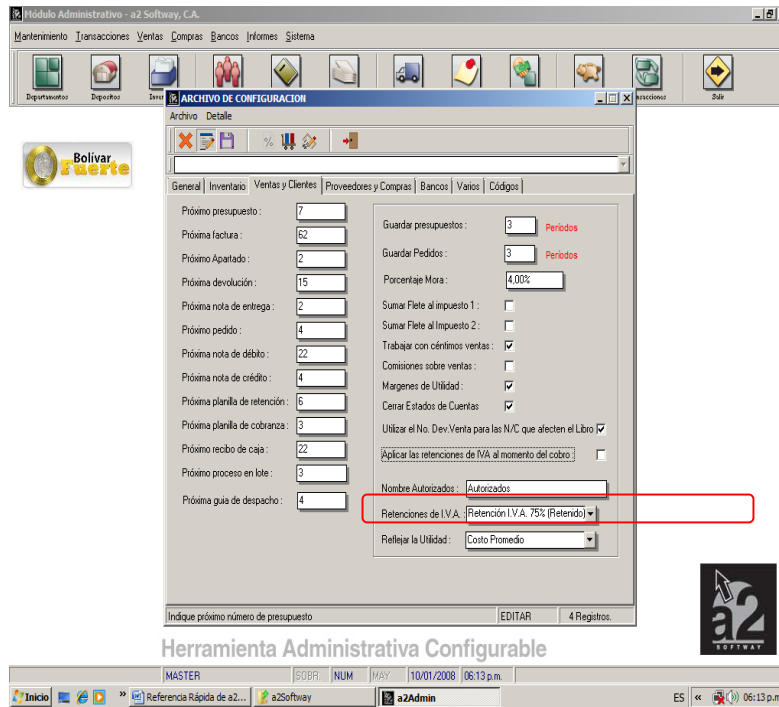 Módulo Administrativo - a2 Softway, C.A.
Mantenimiento Transacciones Ventas Compras Bancos Informes Sistema
Departamentos Depositos Salir
ARCHIVO DE CONFIGURACION
Archivo Detalle
Bolívar
Fuerte
General Inventario Ventas y Clientes Proveedores y Compras Bancos Varios Códigos
Próximo presupuesto : 7
Próxima factura : 62
Próximo Apartado : 2
Próxima devolución : 15
Próxima nota de entrega : 2
Próximo pedido : 4
Próxima nota de débito : 22
Próxima nota de crédito : 4
Próxima planilla de retención : 6
Próxima planilla de cobranza : 3
Próximo recibo de caja : 22
Próximo proceso en lote : 3
Próxima guia de despacho : 4
Guardar presupuestos : 3 Periodos
Guardar Pedidos : 3 Periodos
Porcentaje Mora : 4,00%
Sumar Flete al impuesto 1 :
Sumar Flete al Impuesto 2 :
Trabajar con céntimos ventas :
Comisiones sobre ventas :
Margenes de Utilidad :
Cerrar Estados de Cuentas
Utilizar el No. Dev.Venta para las N/C que afecten el Libro
Aplicar las retenciones de IVA al momento del cobro :
Nombre Autorizados : Autorizados
Retenciones de I.V.A. : Retención I.V.A. 75% (Retenido)
Reflejar la Utilidad : Costo Promedio
Indique próximo número de presupuesto EDITAR 4 Registros.
a2
SOFTWAY
Herramienta Administrativa Configurable
MASTER SOBR. NUM MAY 10/01/2008 06:13 p.m.
Inicio » Referencia Rápida de a2... a2Softway a2Admin ES « 06:13 p.m